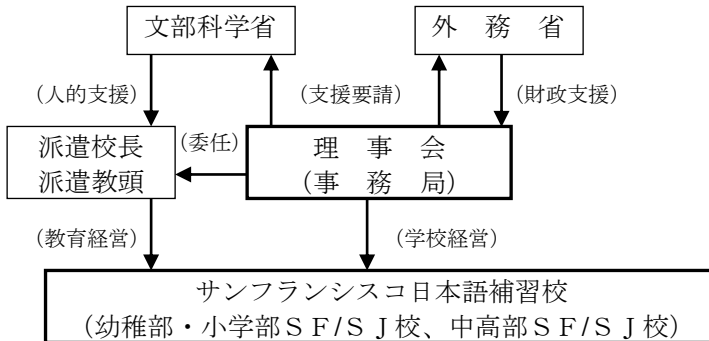 文部科学省
外 務 省
(人的支援)
(支援要請)
(財政支援)
派遣校長
派遣教頭
(委任)
理 事 会
(事 務 局)
(教育経営)
(学校経営)
サンフランシスコ日本語補習校
(幼稚部・小学部ＳＦ/ＳＪ校、中高部ＳＦ/ＳＪ校)